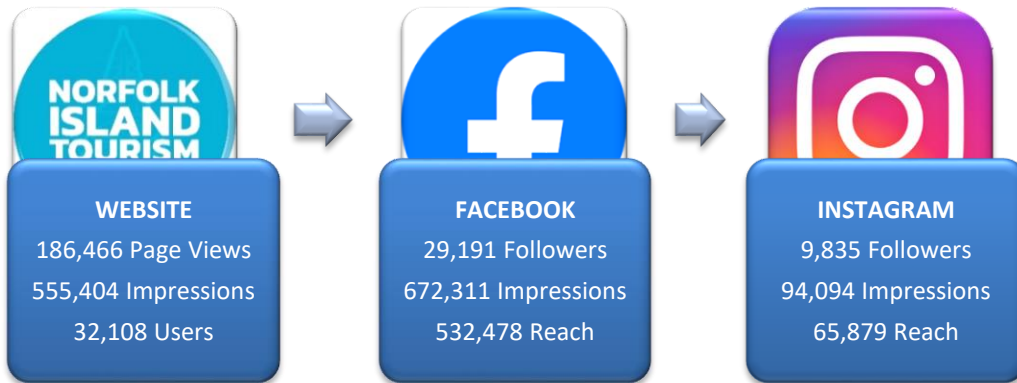 NORFOLK
ISLAND
TOURISM
WEBSITE
186,466 Page Views
555,404 Impressions
32,108 Users
FACEBOOK
29,191 Followers
672,311 Impressions
532,478 Reach
INSTAGRAM
9,835 Followers
94,094 Impressions
65,879 Reach